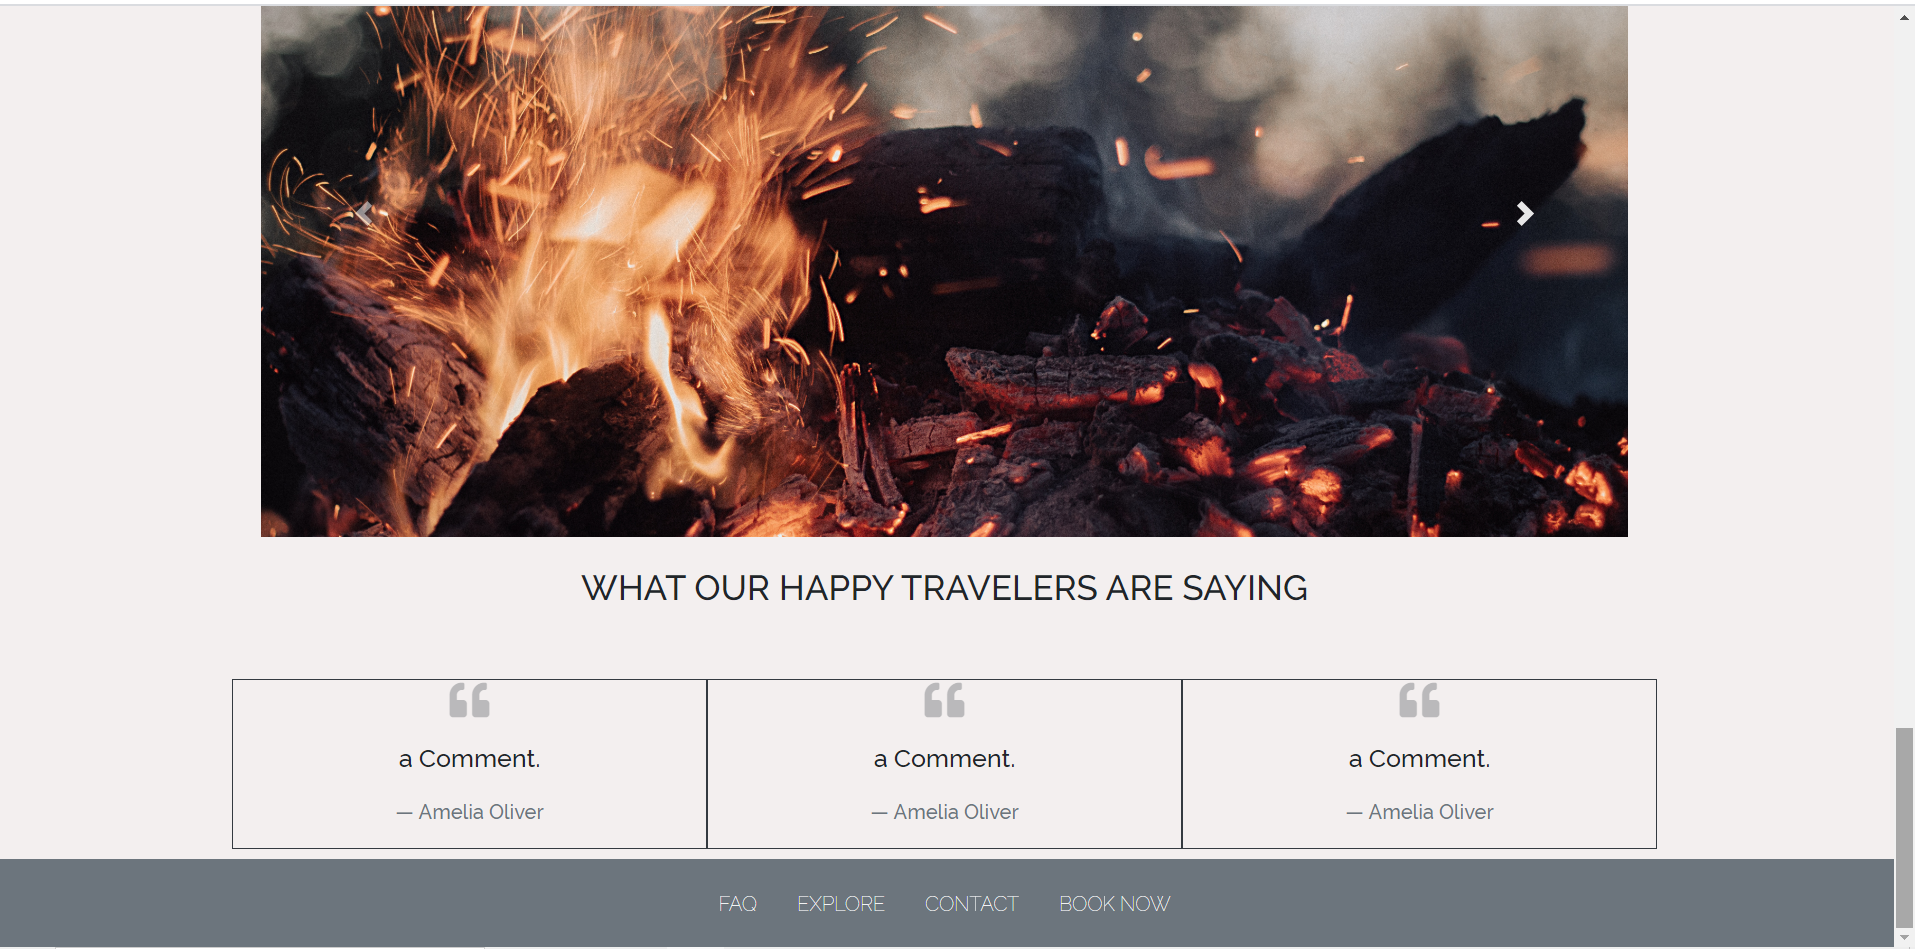 WHAT OUR HAPPY TRAVELERS ARE SAYING
“ “ “
a Comment. a Comment. a Comment.
— Amelia Oliver — Amelia Oliver — Amelia Oliver
FAQ EXPLORE CONTACT BOOK NOW